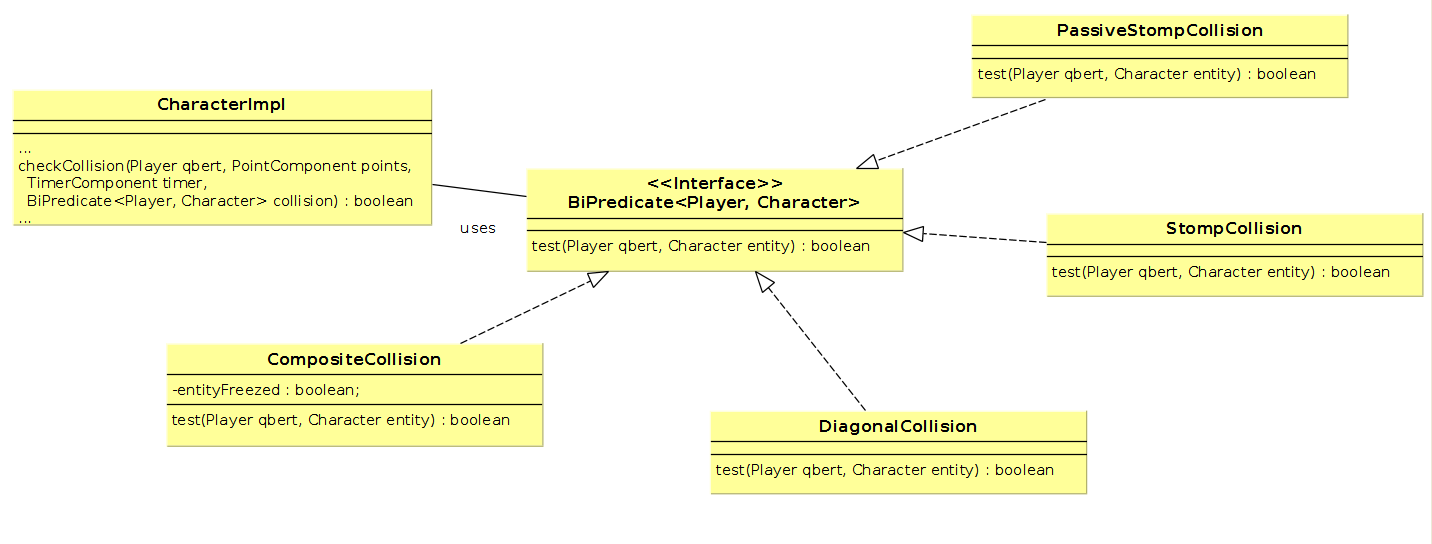 PassiveStompCollision
test(Player qbert, Character entity) : boolean
CharacterImpl
...
checkCollision(Player qbert, PointComponent points,
TimerComponent timer,
BiPredicate<Player, Character> collision) : boolean
...
uses
<<Interface>>
BiPredicate<Player, Character>
test(Player qbert, Character entity) : boolean
StompCollision
test(Player qbert, Character entity) : boolean
CompositeCollision
-entityFreezed : boolean;
test(Player qbert, Character entity) : boolean
DiagonalCollision
test(Player qbert, Character entity) : boolean